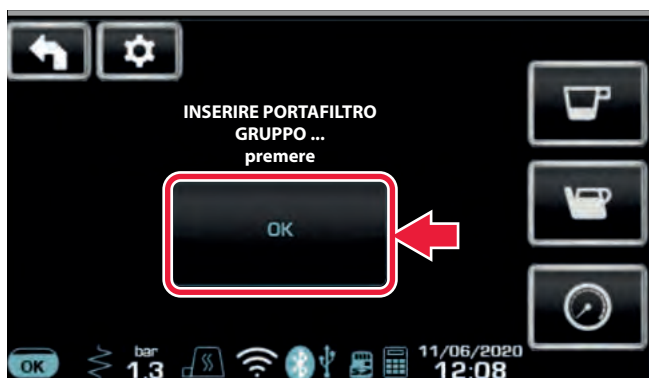 INSERIRE PORTAFILTRO
GRUPPO ...
premere
OK
OK
bar
1.3
11/06/2020
12:08